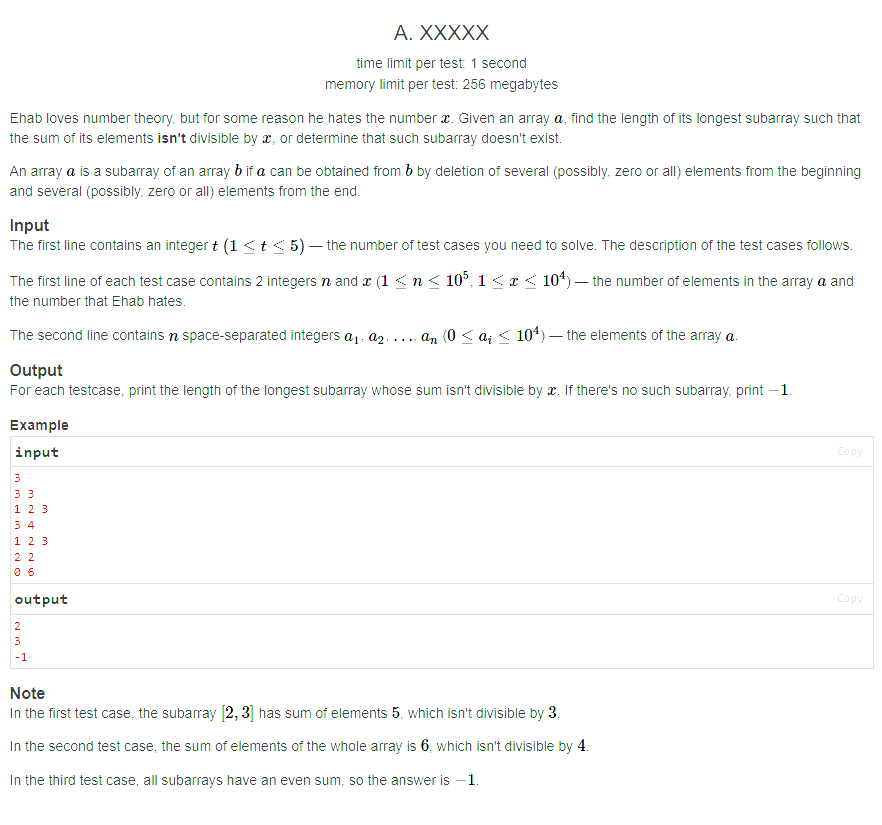 A. XXXXX
time limit per test: 1 second
memory limit per test: 256 megabytes
Ehab loves number theory, but for some reason he hates the number x. Given an array a, find the length of its longest subarray such that
the sum of its elements isn't divisible by x, or determine that such subarray doesn't exist.
An array a is a subarray of an array b if a can be obtained from b by deletion of several (possibly, zero or all) elements from the beginning
and several (possibly, zero or all) elements from the end.
Input
The first line contains an integer t (1 ≤ t ≤ 5) — the number of test cases you need to solve. The description of the test cases follows.
The first line of each test case contains 2 integers n and x (1 ≤ n ≤ 10^5, 1 ≤ x ≤ 10^4) — the number of elements in the array a and
the number that Ehab hates.
The second line contains n space-separated integers a_1, a_2, ..., a_n (0 ≤ a_i ≤ 10^4) — the elements of the array a.
Output
For each testcase, print the length of the longest subarray whose sum isn't divisible by x. If there's no such subarray, print −1.
Example
input Copy
3
3 3
1 2 3
3 4
1 2 3
2 2
0 6
output Copy
2
3
-1
Note
In the first test case, the subarray [2, 3] has sum of elements 5, which isn't divisible by 3.
In the second test case, the sum of elements of the whole array is 6, which isn't divisible by 4.
In the third test case, all subarrays have an even sum, so the answer is −1.